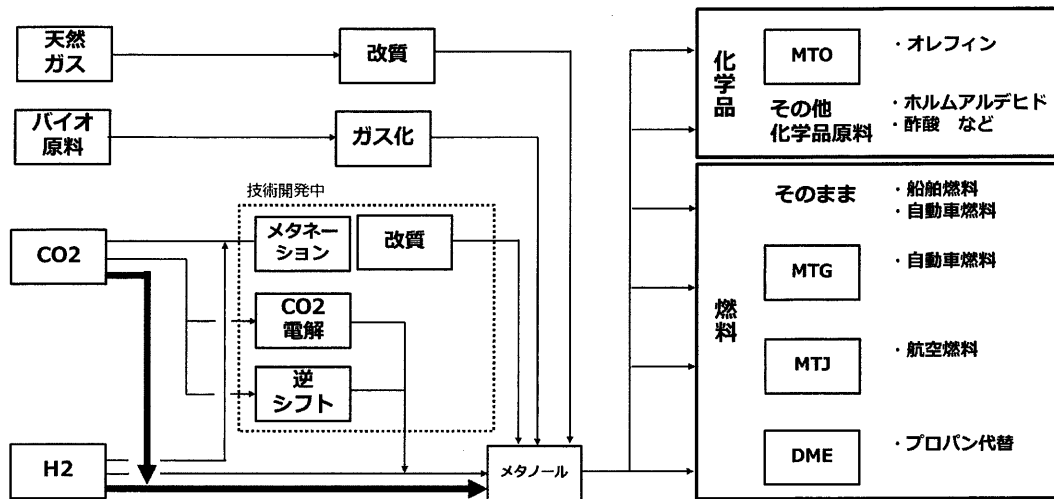 天然
ガス
改質
バイオ
原料
ガス化
技術開発中
CO2
メタネー
ション
改質
CO2
電解
逆
シフト
H2
メタノール
化学品
MTO
・オレフィン
その他
化学品原料
・ホルムアルデヒド
・酢酸 など
燃料
そのまま
・船舶燃料
・自動車燃料
MTG
・自動車燃料
MTJ
・航空燃料
DME
・プロパン代替